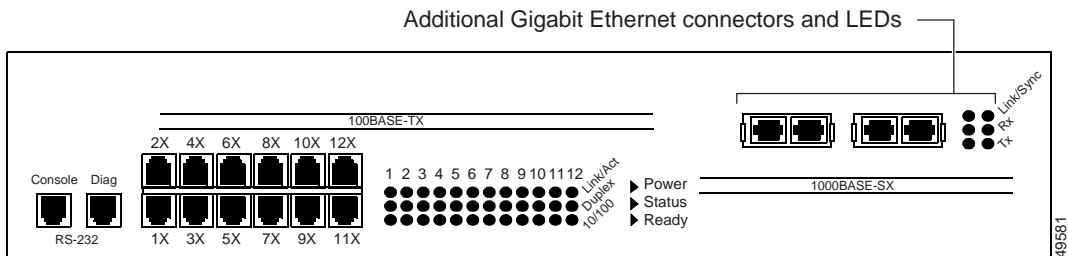 Additional Gigabit Ethernet connectors and LEDs
Link/Sync
Rx
Tx
100BASE-TX
2X 4X 6X 8X 10X 12X
Console Diag
RS-232
1X 3X 5X 7X 9X 11X
1 2 3 4 5 6 7 8 9 10 11 12
Link/Act
Duplex
10/100
Power
Status
Ready
1000BASE-SX
49581